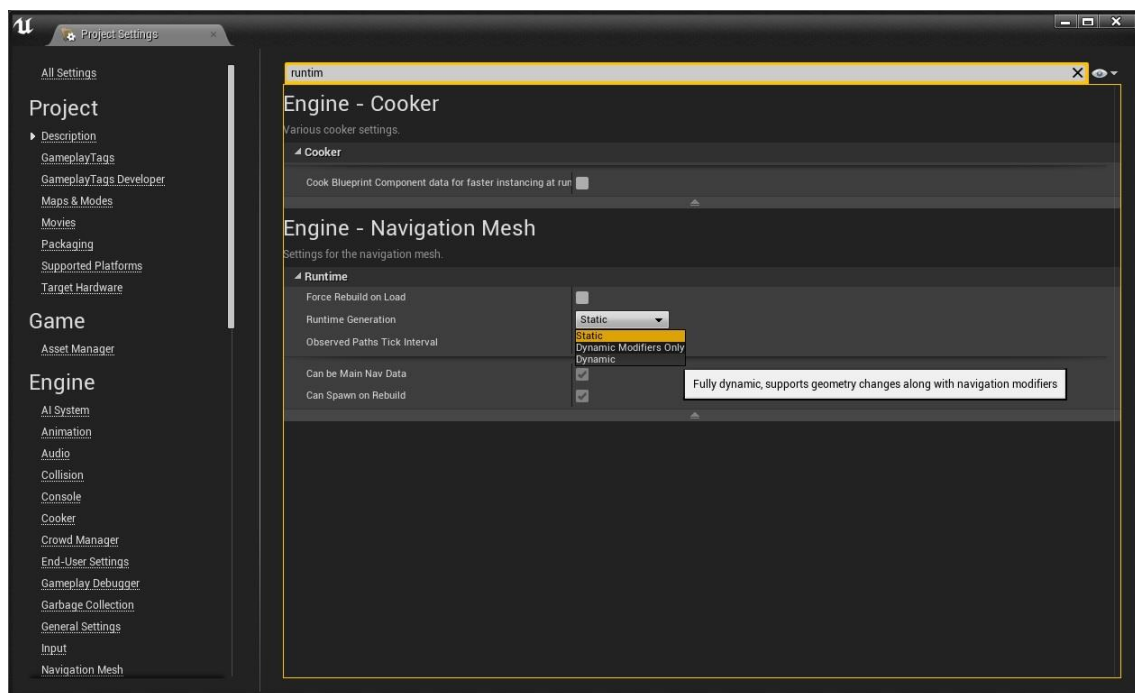 Project Settings
All Settings
Project
Description
GameplayTags
GameplayTags Developer
Maps & Modes
Movies
Packaging
Supported Platforms
Target Hardware
Game
Asset Manager
Engine
AI System
Animation
Audio
Collision
Console
Cooker
Crowd Manager
End-User Settings
Gameplay Debugger
Garbage Collection
General Settings
Input
Navigation Mesh
runtim
Engine - Cooker
Various cooker settings.
Cooker
Cook Blueprint Component data for faster instancing at run
Engine - Navigation Mesh
Settings for the navigation mesh.
Runtime
Force Rebuild on Load
Runtime Generation
Static
Static
Observed Paths Tick Interval
Dynamic Modifiers Only
Dynamic
Can be Main Nav Data
Fully dynamic, supports geometry changes along with navigation modifiers
Can Spawn on Rebuild